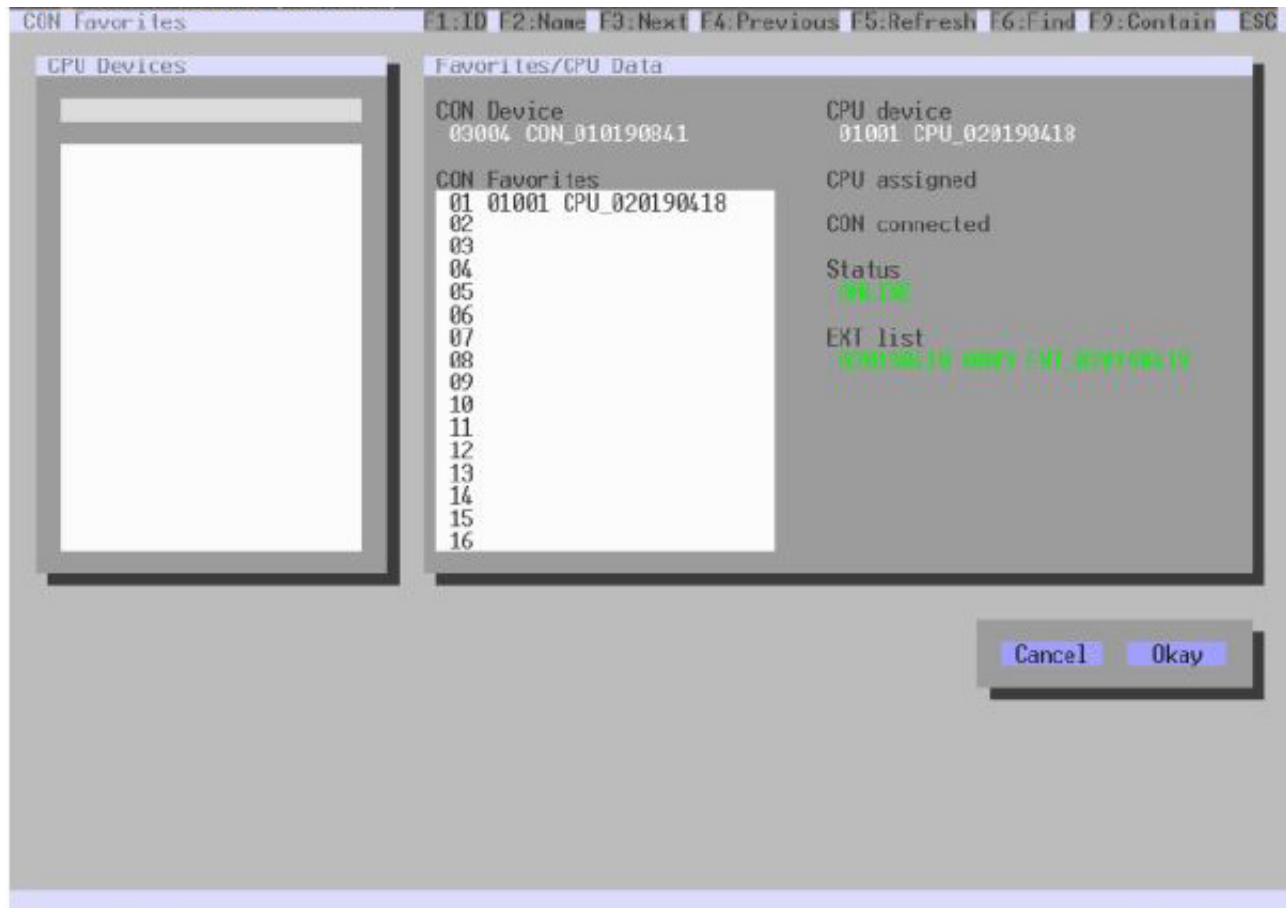 CON Favorites F1:ID F2:Name F3:Next F4:Previous F5:Refresh F6:Find F9:Contain ESC
CPU Devices
Favorites/CPU Data
CON Device
03004 CON_010190841
CPU device
01001 CPU_020190418
CON Favorites
01 01001 CPU_020190418
02
03
04
05
06
07
08
09
10
11
12
13
14
15
16
CPU assigned
CON connected
Status
ONLINE
EXT list
Cancel Okay